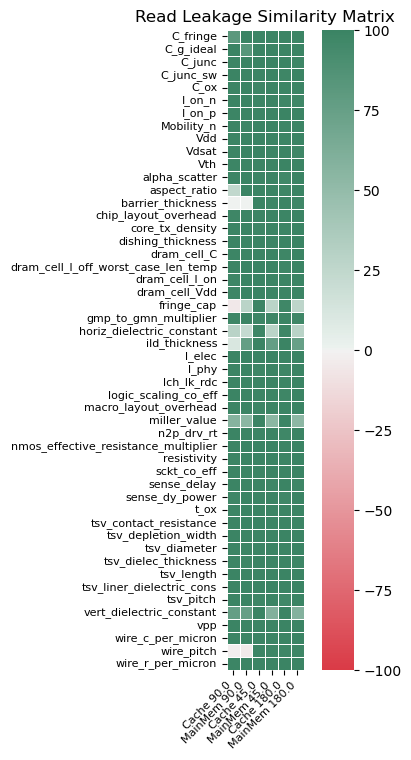 Read Leakage Similarity Matrix
C_fringe
C_g_ideal
C_junc
C_junc_sw
C_ox
I_on_n
I_on_p
Mobility_n
Vdd
Vdsat
Vth
alpha_scatter
aspect_ratio
barrier_thickness
chip_layout_overhead
core_tx_density
dishing_thickness
dram_cell_C
dram_cell_I_off_worst_case_len_temp
dram_cell_I_on
dram_cell_Vdd
fringe_cap
gmp_to_gmn_multiplier
horiz_dielectric_constant
ild_thickness
l_elec
l_phy
lch_lk_rdc
logic_scaling_co_eff
macro_layout_overhead
miller_value
n2p_drv_rt
nmos_effective_resistance_multiplier
resistivity
sckt_co_eff
sense_delay
sense_dy_power
t_ox
tsv_contact_resistance
tsv_depletion_width
tsv_diameter
tsv_dielec_thickness
tsv_length
tsv_liner_dielectric_cons
tsv_pitch
vert_dielectric_constant
vpp
wire_c_per_micron
wire_pitch
wire_r_per_micron
Cache 90.0
MainMem 90.0
Cache 45.0
MainMem 45.0
Cache 180.0
MainMem 180.0
100
75
50
25
0
−25
−50
−75
−100